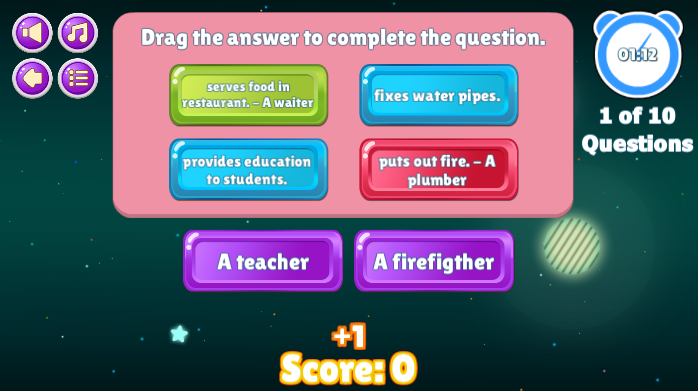 Drag the answer to complete the question.
01:12
serves food in
restaurant. - A waiter
fixes water pipes.
1 of 10
Questions
provides education
to students.
puts out fire. - A
plumber
A teacher
A firefigther
+1
Score: 0